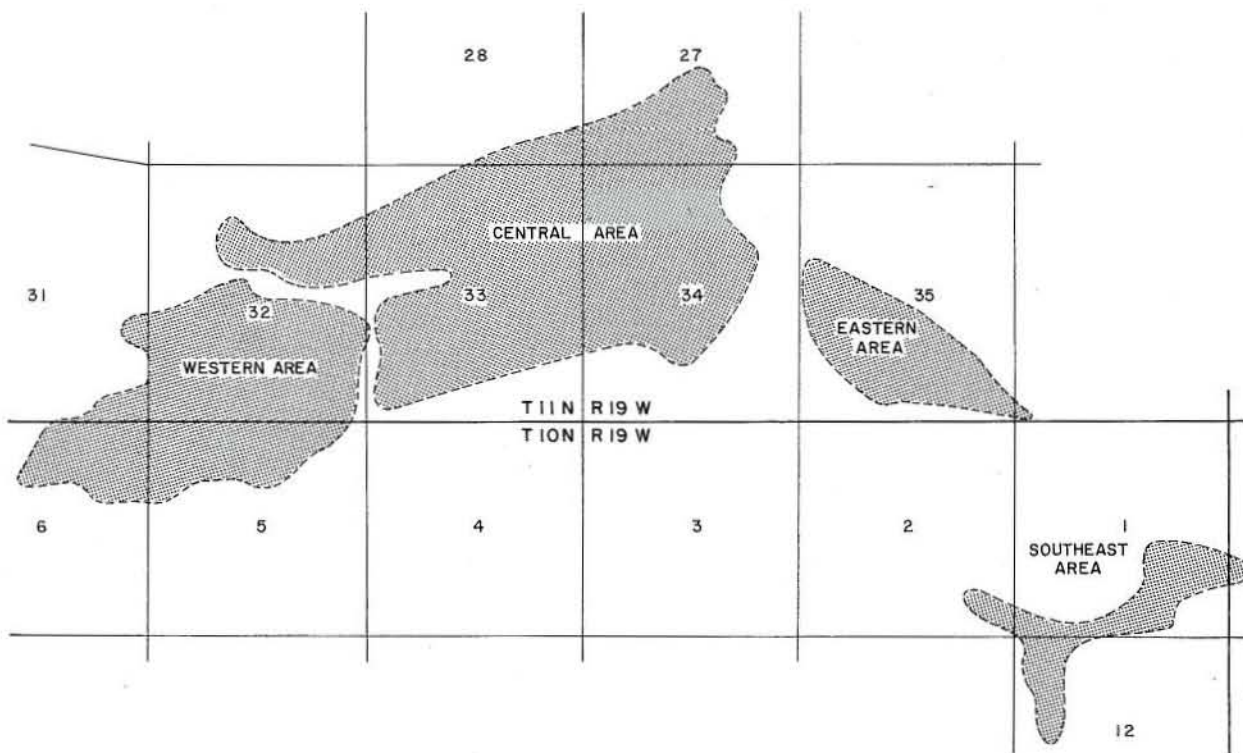 28
27
CENTRAL AREA
31
32
33
34
35
EASTERN
AREA
WESTERN AREA
T11N R19W
T10N R19W
6
5
4
3
2
1
SOUTHEAST
AREA
12